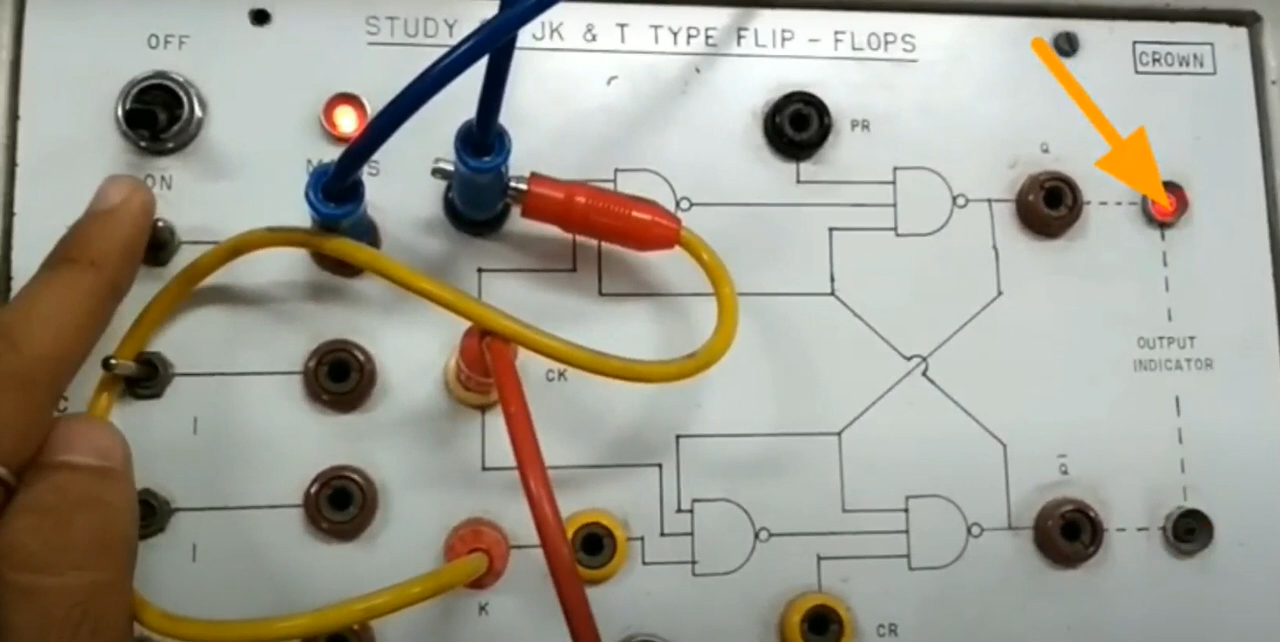 STUDY JK & T TYPE FLIP - FLOPS
CROWN
OFF
PR
Q
ON
OUTPUT
INDICATOR
CK
C
I
Q̅
I
K
CR